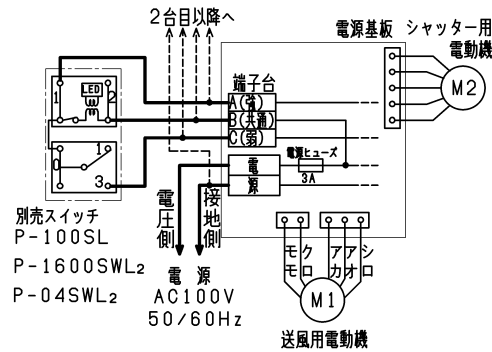 2台目以降へ
電源基板
シャッター用
電動機
M2
端子台
A(強)
B(共通)
C(弱)
LED
1
2
0
1
3
電源ヒューズ
3A
電
源
電圧側
接地側
別売スイッチ
P-100SL
P-1600SWL2
P-04SWL2
電 源
AC100V
50/60Hz
モモ
クロ
アカ
アオ
シロ
M1
送風用電動機